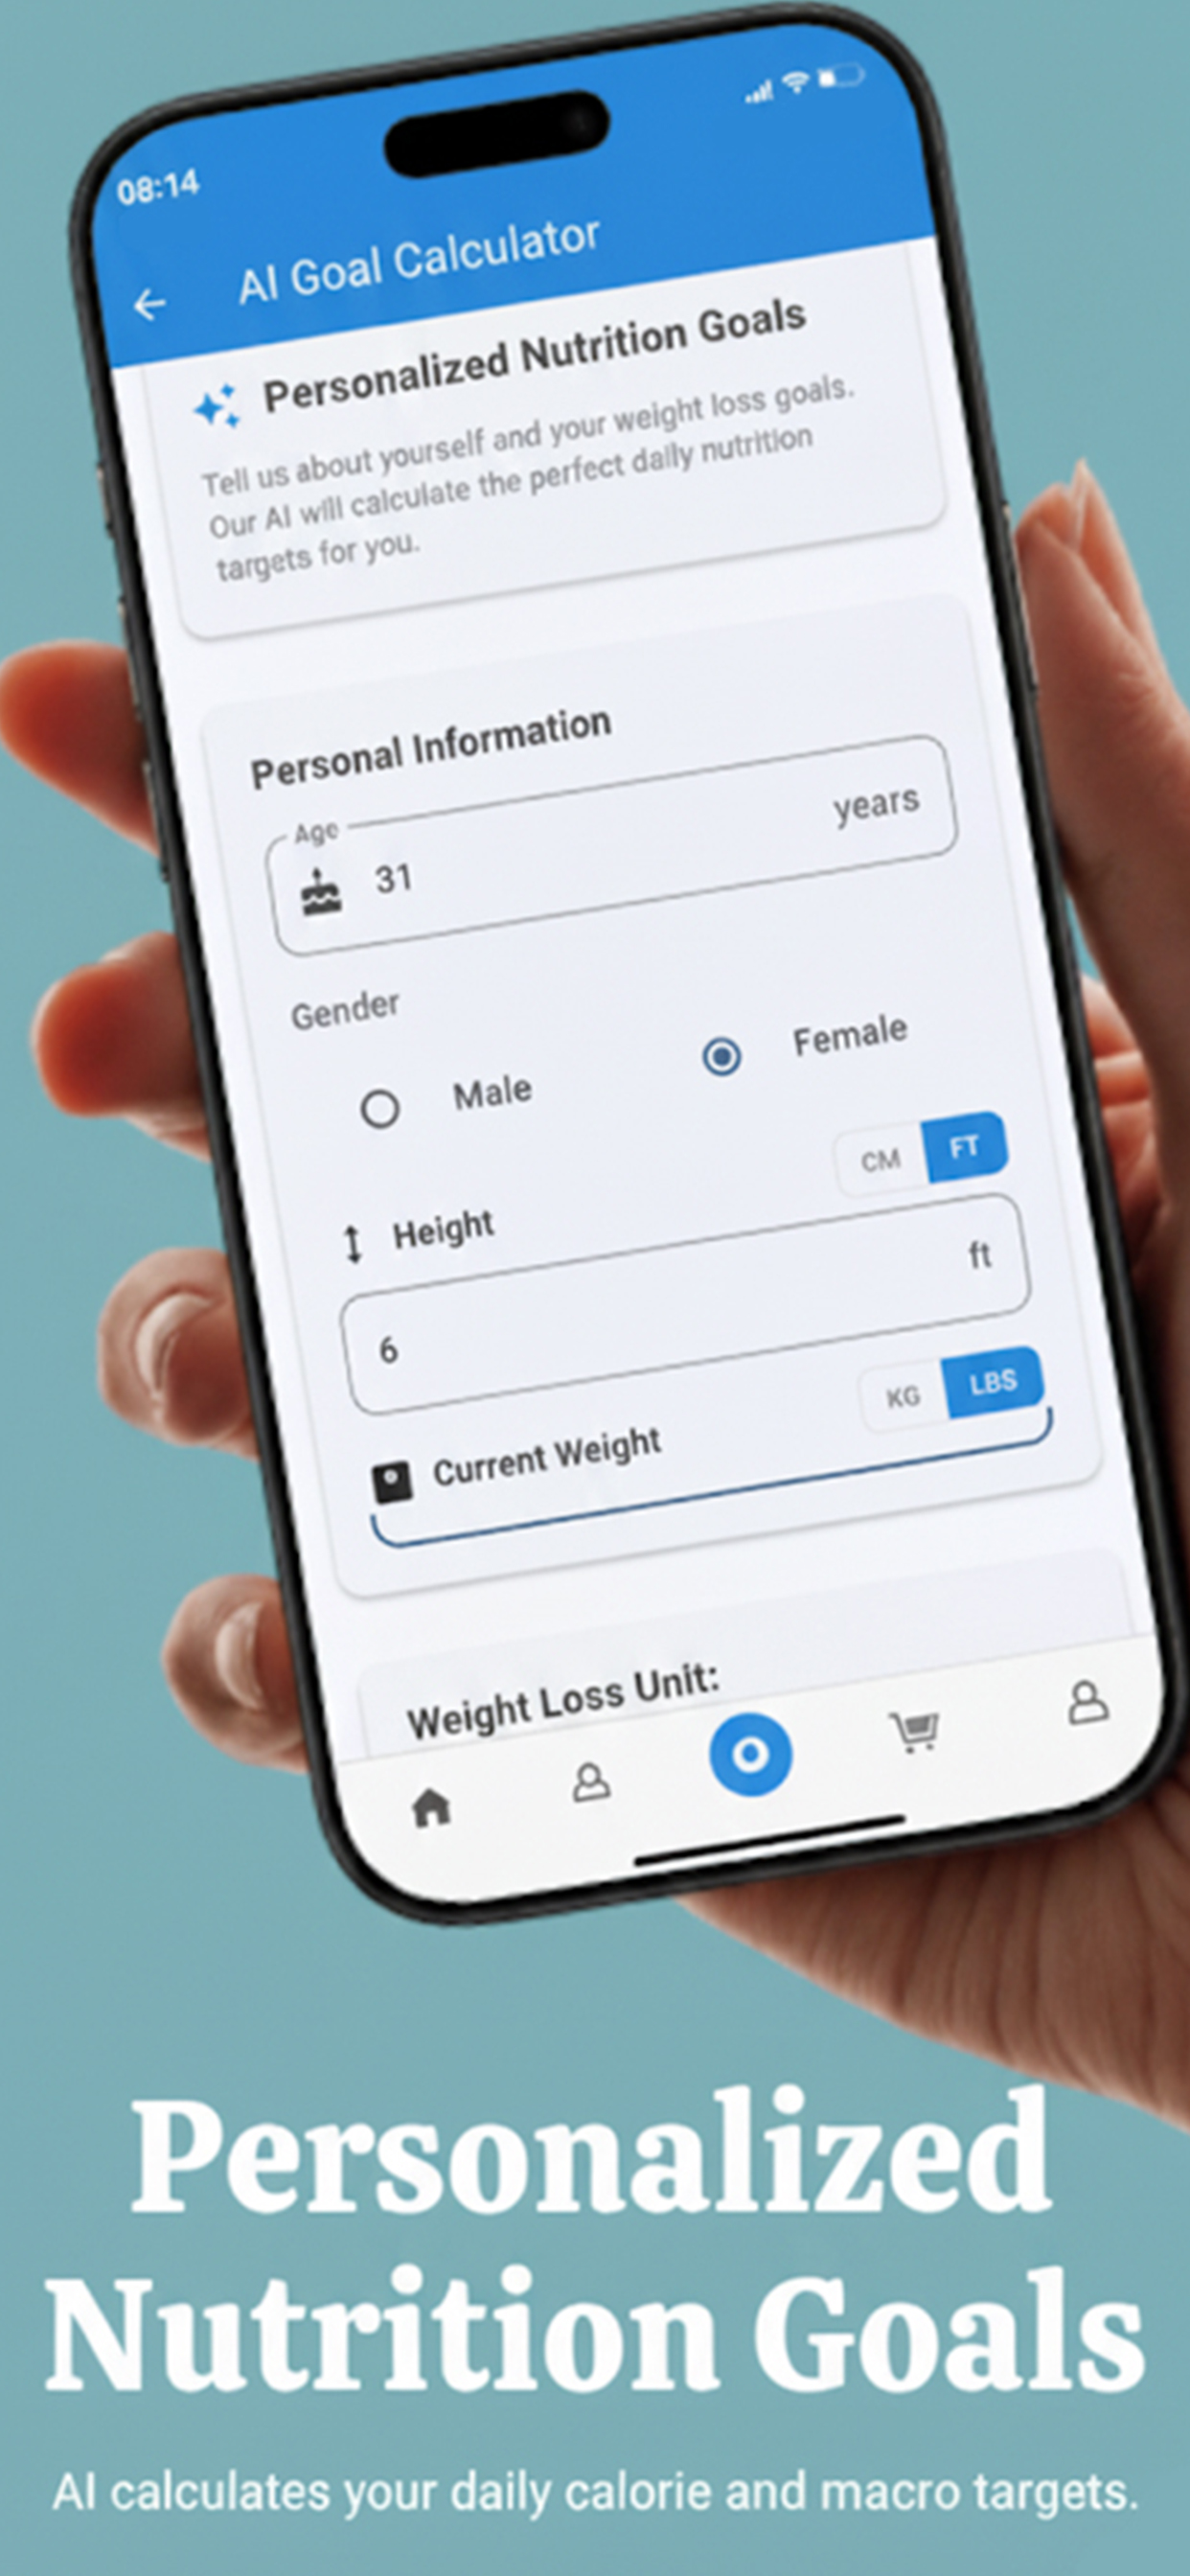 08:14
AI Goal Calculator
Personalized Nutrition Goals
Tell us about yourself and your weight loss goals.
Our AI will calculate the perfect daily nutrition
targets for you.
Personal Information
Age
31 years
Gender
Male Female
CM FT
Height
6 ft
KG LBS
Current Weight
Weight Loss Unit:
Personalized
Nutrition Goals
AI calculates your daily calorie and macro targets.